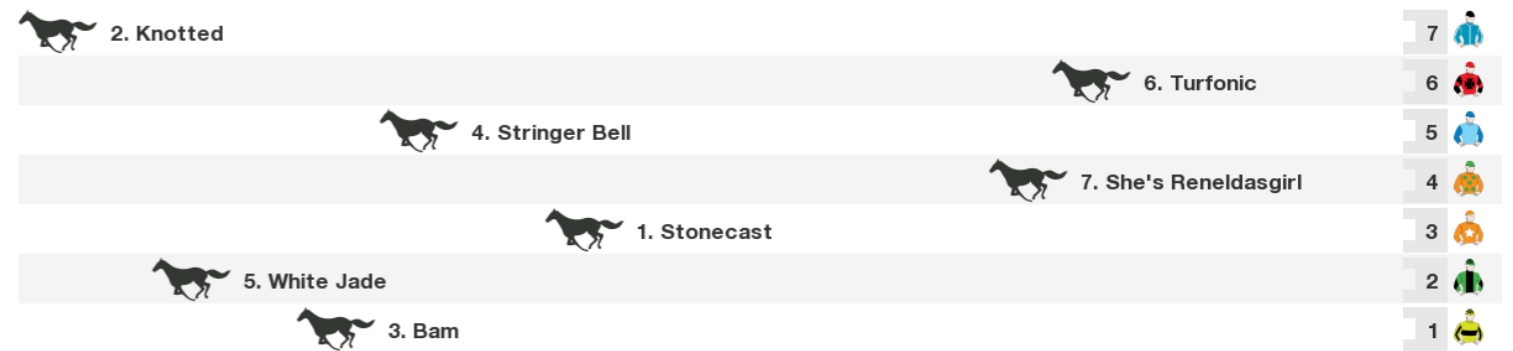 2. Knotted 7
6. Turfonic 6
4. Stringer Bell 5
7. She's Reneldasgirl 4
1. Stonecast 3
5. White Jade 2
3. Bam 1